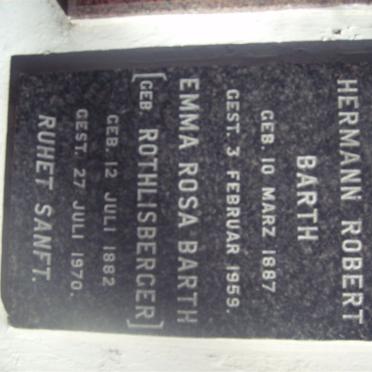 HERMANN ROBERT
BARTH
GEB. 10 MARZ 1887
GEST. 3 FEBRUAR 1959.
EMMA ROSA BARTH
[GEB. ROTHLISBERGER]
GEB. 12 JULI 1882
GEST. 27 JULI 1970.
RUHET SANFT.